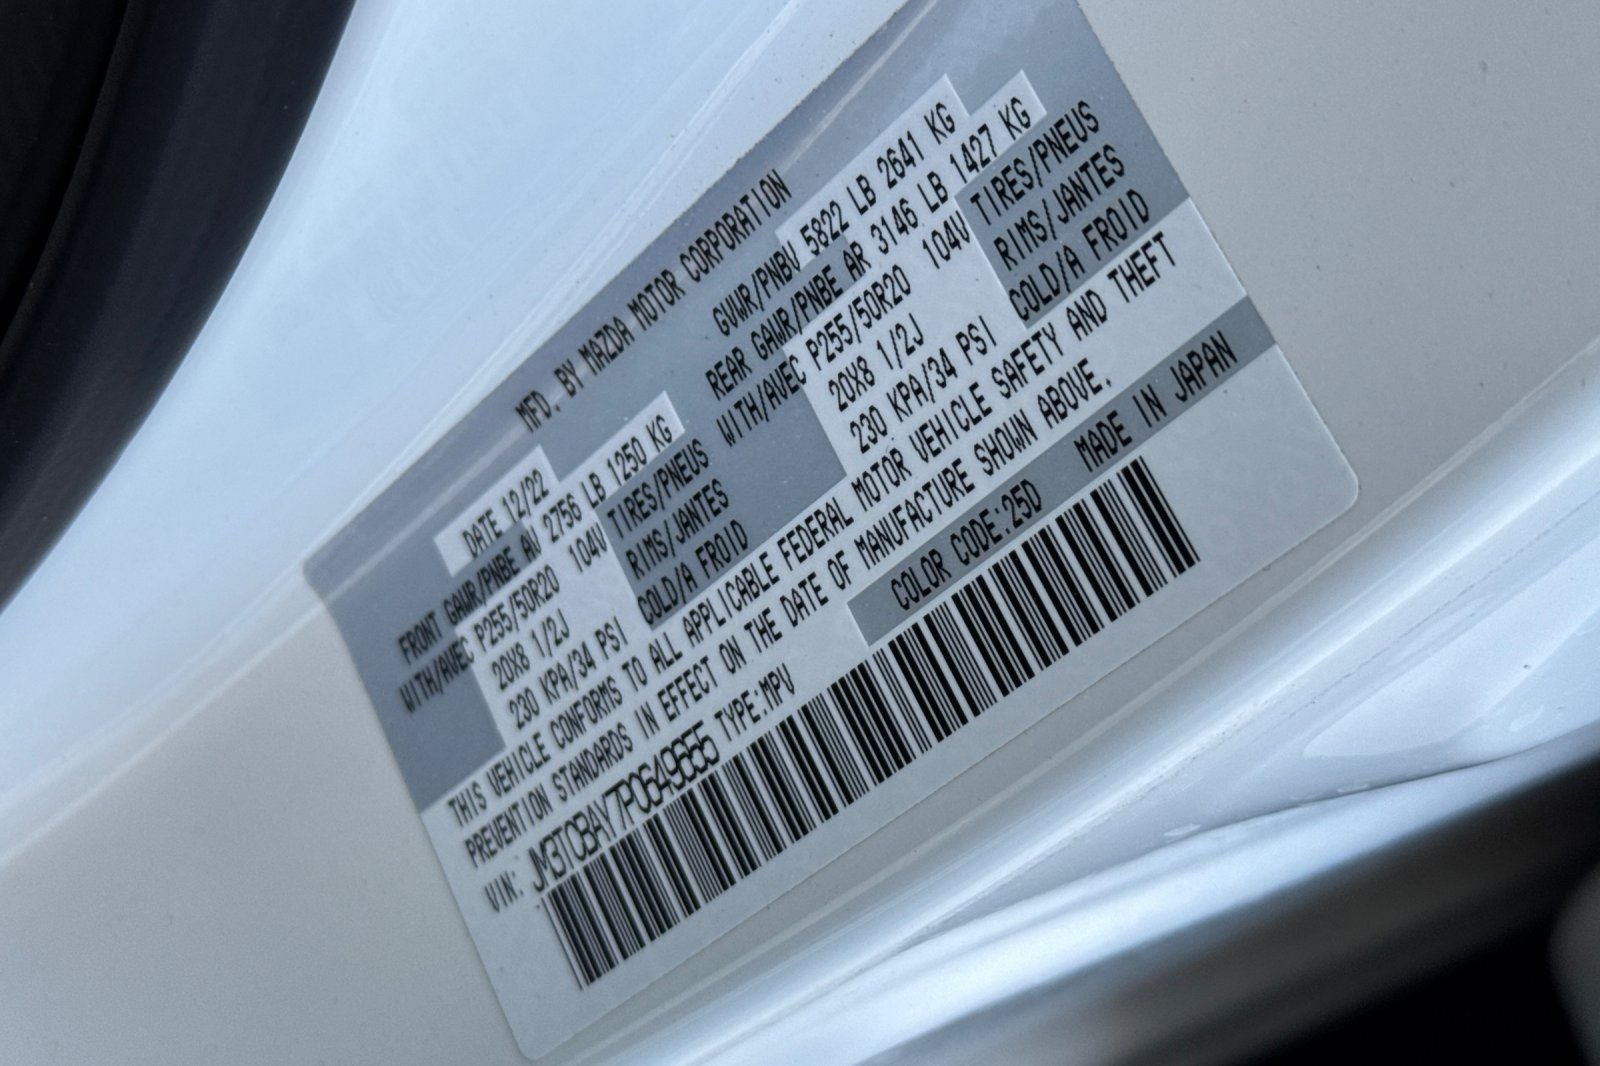 MFD. BY MAZDA MOTOR CORPORATION
DATE 12/22 GVWR/PNBV 5822 LB 2641 KG
FRONT GAWR/PNBE AV 2756 LB 1250 KG REAR GAWR/PNBE AR 3146 LB 1427 KG
WITH/AVEC P255/50R20 104V TIRES/PNEUS WITH/AVEC P255/50R20 104V TIRES/PNEUS
20X8 1/2J RIMS/JANTES 20X8 1/2J RIMS/JANTES
230 KPA/34 PSI COLD/A FROID 230 KPA/34 PSI COLD/A FROID
THIS VEHICLE CONFORMS TO ALL APPLICABLE FEDERAL MOTOR VEHICLE SAFETY AND THEFT
PREVENTION STANDARDS IN EFFECT ON THE DATE OF MANUFACTURE SHOWN ABOVE.
VIN: JM3TCBAY7P0649655 TYPE:MPV COLOR CODE:25D MADE IN JAPAN